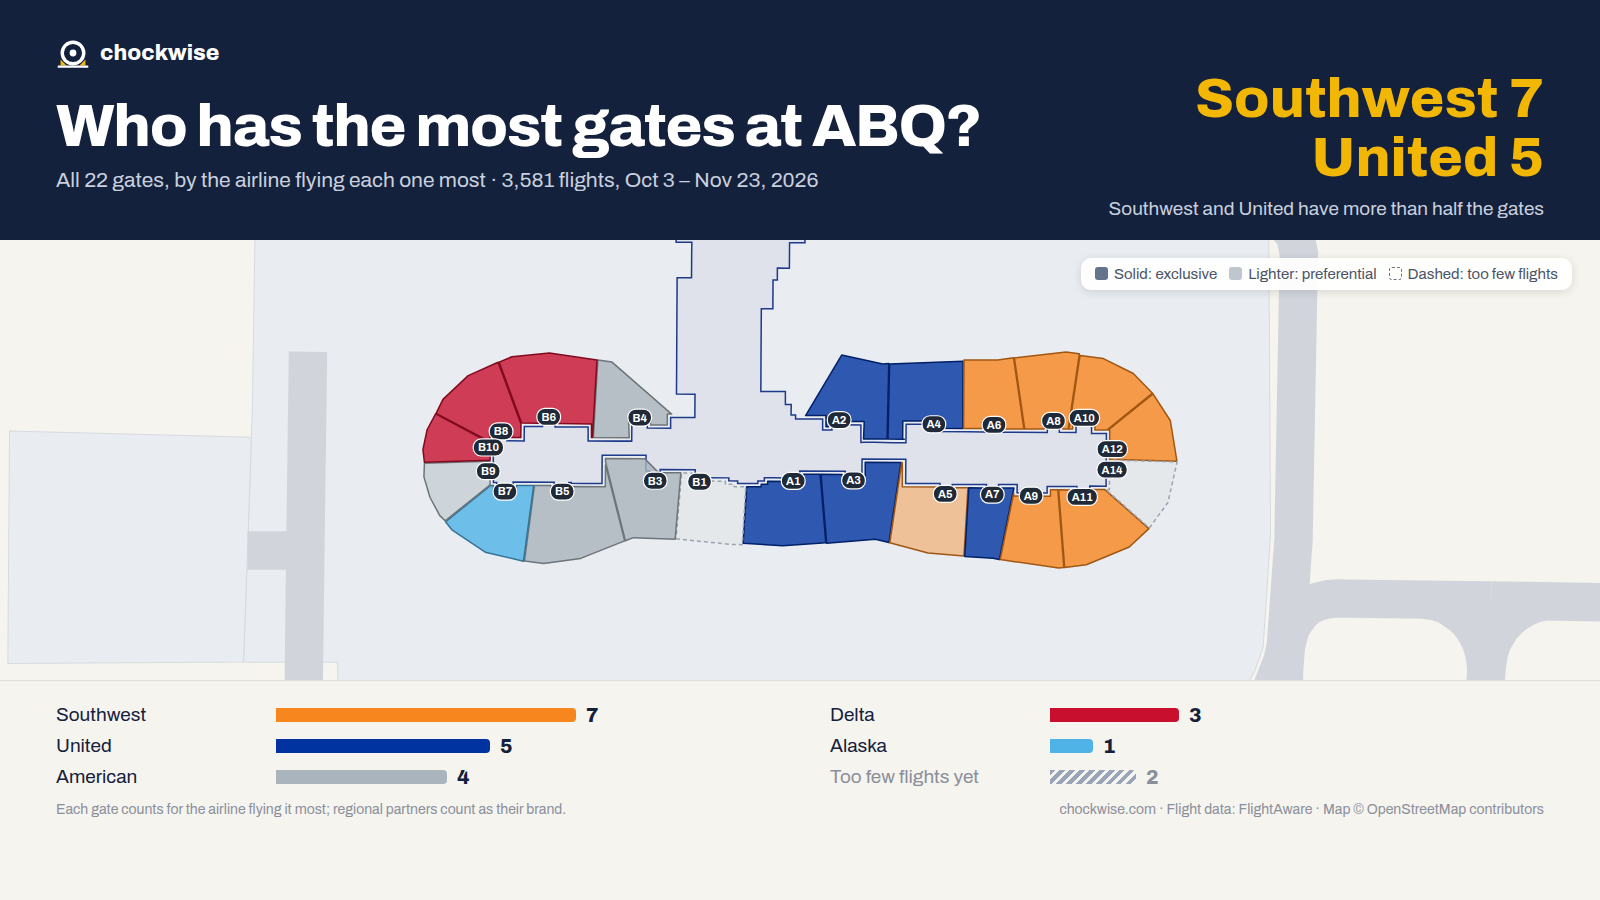 chockwise
Who has the most gates at ABQ?
All 22 gates, by the airline flying each one most · 3,581 flights, Oct 3 – Nov 23, 2026
Southwest 7
United 5
Southwest and United have more than half the gates
Solid: exclusive Lighter: preferential Dashed: too few flights
B6 B4 A2 A4 A6 A8 A10
B8
B10 A12
B9 A14
B7 B5 B3 B1 A1 A3 A5 A7 A9 A11
Southwest 7
United 5
American 4
Delta 3
Alaska 1
Too few flights yet 2
Each gate counts for the airline flying it most; regional partners count as their brand.
chockwise.com · Flight data: FlightAware · Map © OpenStreetMap contributors